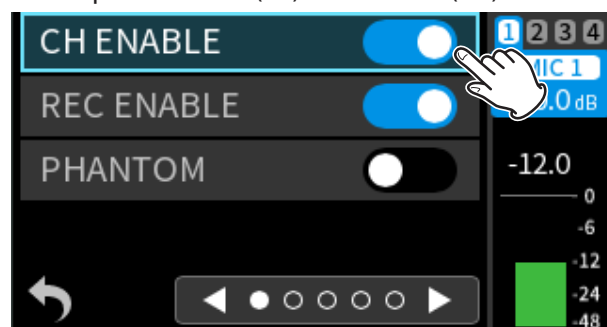 CH ENABLE
REC ENABLE
PHANTOM
1 2 3 4
MIC 1
.0 dB
-12.0
0
-6
-12
-24
-48